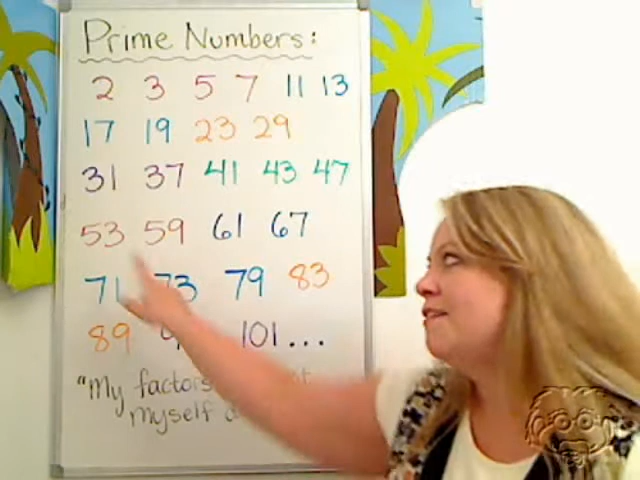 Prime Numbers:
2 3 5 7 11 13
17 19 23 29
31 37 41 43 47
53 59 61 67
71 73 79 83
89 101...
"My factors
myself